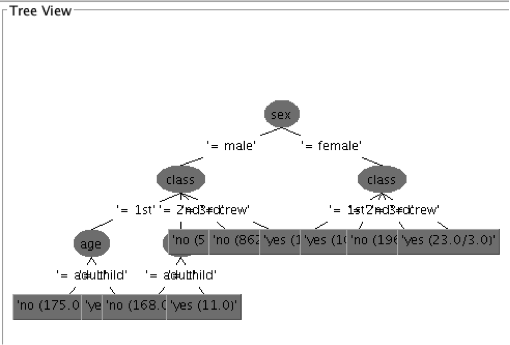 Tree View
sex
'= male' '= female'
class class
'= 1st' '= 2nd' '= 3rd' '= crew' '= 1st' '= 2nd' '= 3rd' '= crew'
age 'no (5 'no (862 'yes (1 'yes (1 'no (196 'yes (23.0/3.0)'
'= adult' '= child' '= adult' '= child'
'no (175.0 'ye 'no (168.0 'yes (11.0)'